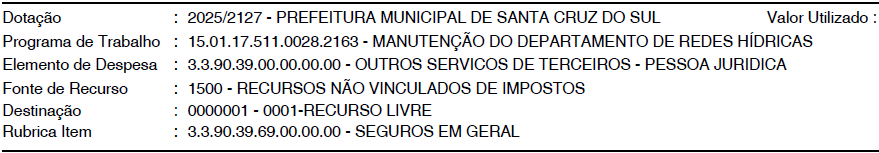 Dotação : 2025/2127 - PREFEITURA MUNICIPAL DE SANTA CRUZ DO SUL Valor Utilizado :
Programa de Trabalho : 15.01.17.511.0028.2163 - MANUTENÇÃO DO DEPARTAMENTO DE REDES HÍDRICAS
Elemento de Despesa : 3.3.90.39.00.00.00.00 - OUTROS SERVICOS DE TERCEIROS - PESSOA JURIDICA
Fonte de Recurso : 1500 - RECURSOS NÃO VINCULADOS DE IMPOSTOS
Destinação : 0000001 - 0001-RECURSO LIVRE
Rubrica Item : 3.3.90.39.69.00.00.00 - SEGUROS EM GERAL